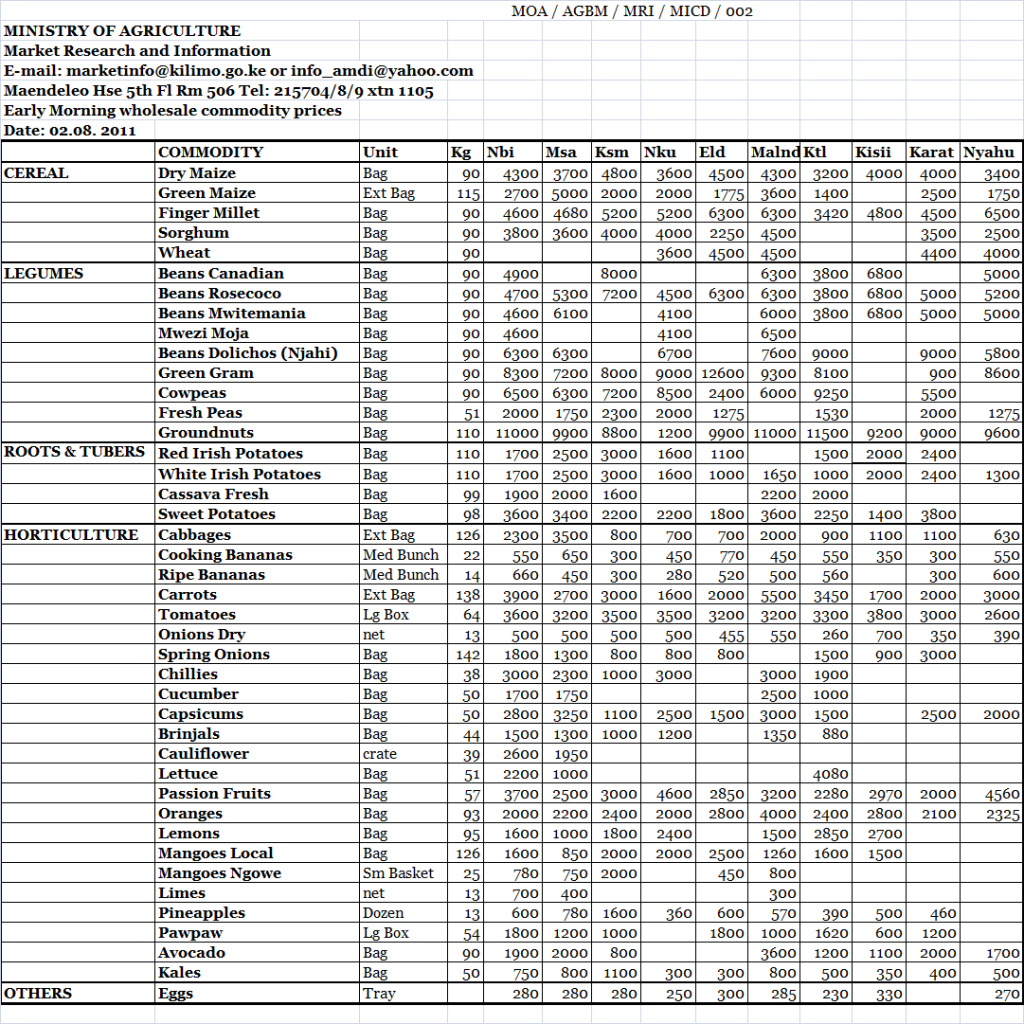 MOA / AGBM / MRI / MICD / 002
MINISTRY OF AGRICULTURE
Market Research and Information
E-mail: marketinfo@kilimo.go.ke or info_amdi@yahoo.com
Maendeleo Hse 5th Fl Rm 506 Tel: 215704/8/9 xtn 1105
Early Morning wholesale commodity prices
Date: 02.08. 2011
COMMODITY Unit Kg Nbi Msa Ksm Nku Eld Malnd Ktl Kisii Karat Nyahu
CEREAL Dry Maize Bag 90 4300 3700 4800 3600 4500 4300 3200 4000 4000 3400
Green Maize Ext Bag 115 2700 5000 2000 2000 1775 3600 1400 2500 1750
Finger Millet Bag 90 4600 4680 5200 5200 6300 6300 3420 4800 4500 6500
Sorghum Bag 90 3800 3600 4000 4000 2250 4500 3500 2500
Wheat Bag 90 3600 4500 4500 4400 4000
LEGUMES Beans Canadian Bag 90 4900 8000 6300 3800 6800 5000
Beans Rosecoco Bag 90 4700 5300 7200 4500 6300 6300 3800 6800 5000 5200
Beans Mwitemania Bag 90 4600 6100 4100 6000 3800 6800 5000 5000
Mwezi Moja Bag 90 4600 4100 6500
Beans Dolichos (Njahi) Bag 90 6300 6300 6700 7600 9000 9000 5800
Green Gram Bag 90 8300 7200 8000 9000 12600 9300 8100 900 8600
Cowpeas Bag 90 6500 6300 7200 8500 2400 6000 9250 5500
Fresh Peas Bag 51 2000 1750 2300 2000 1275 1530 2000 1275
Groundnuts Bag 110 11000 9900 8800 1200 9900 11000 11500 9200 9000 9600
ROOTS & TUBERS Red Irish Potatoes Bag 110 1700 2500 3000 1600 1100 1500 2000 2400
White Irish Potatoes Bag 110 1700 2500 3000 1600 1000 1650 1000 2000 2400 1300
Cassava Fresh Bag 99 1900 2000 1600 2200 2000
Sweet Potatoes Bag 98 3600 3400 2200 2200 1800 3600 2250 1400 3800
HORTICULTURE Cabbages Ext Bag 126 2300 3500 800 700 700 2000 900 1100 1100 630
Cooking Bananas Med Bunch 22 550 650 300 450 770 450 550 350 300 550
Ripe Bananas Med Bunch 14 660 450 300 280 520 500 560 300 600
Carrots Ext Bag 138 3900 2700 3000 1600 2000 5500 3450 1700 2000 3000
Tomatoes Lg Box 64 3600 3200 3500 3500 3200 3200 3300 3800 3000 2600
Onions Dry net 13 500 500 500 500 455 550 260 700 350 390
Spring Onions Bag 142 1800 1300 800 800 800 1500 900 3000
Chillies Bag 38 3000 2300 1000 3000 3000 1900
Cucumber Bag 50 1700 1750 2500 1000
Capsicums Bag 50 2800 3250 1100 2500 1500 3000 1500 2500 2000
Brinjals Bag 44 1500 1300 1000 1200 1350 880
Cauliflower crate 39 2600 1950
Lettuce Bag 51 2200 1000 4080
Passion Fruits Bag 57 3700 2500 3000 4600 2850 3200 2280 2970 2000 4560
Oranges Bag 93 2000 2200 2400 2000 2800 4000 2400 2800 2100 2325
Lemons Bag 95 1600 1000 1800 2400 1500 2850 2700
Mangoes Local Bag 126 1600 850 2000 2000 2500 1260 1600 1500
Mangoes Ngowe Sm Basket 25 780 750 2000 450 800
Limes net 13 700 400 300
Pineapples Dozen 13 600 780 1600 360 600 570 390 500 460
Pawpaw Lg Box 54 1800 1200 1000 1800 1000 1620 600 1200
Avocado Bag 90 1900 2000 800 3600 1200 1100 2000 1700
Kales Bag 50 750 800 1100 300 300 800 500 350 400 500
OTHERS Eggs Tray 280 280 280 250 300 285 230 330 270